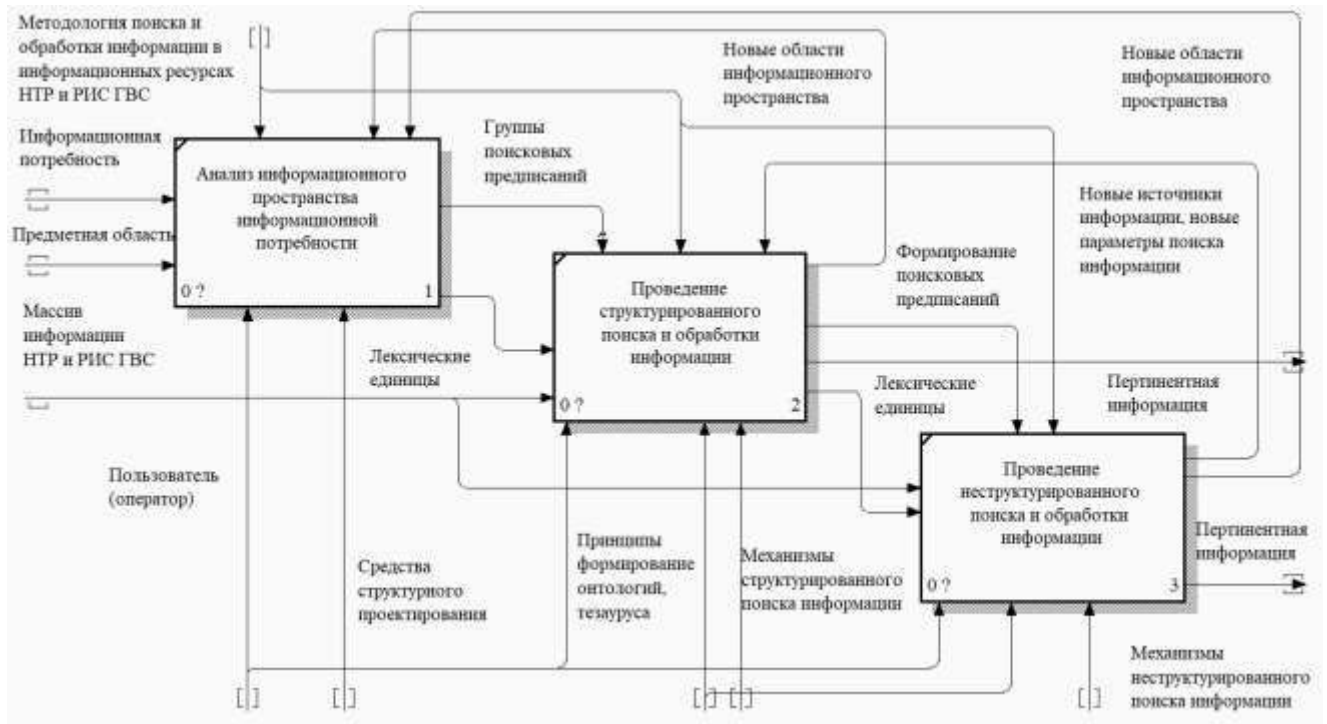 Методология поиска и
обработки информации в
информационных ресурсах
НТР и РИС ГВС
Новые области
информационного
пространства
Новые области
информационного
пространства
Информационная
потребность
Группы
поисковых
предписаний
Анализ информационного
пространства
информационной
потребности
0 ?
1
Предметная область
Новые источники
информации, новые
параметры поиска
информации
Формирование
поисковых
предписаний
Проведение
структурированного
поиска и обработки
информации
0 ?
2
Массив
информации
НТР и РИС ГВС
Лексические
единицы
Лексические
единицы
Пертинентная
информация
Пользователь
(оператор)
Проведение
неструктурированного
поиска и обработки
информации
0 ?
3
Пертинентная
информация
Средства
структурного
проектирования
Принципы
формирование
онтологий,
тезауруса
Механизмы
структурированного
поиска информации
Механизмы
неструктурированного
поиска информации